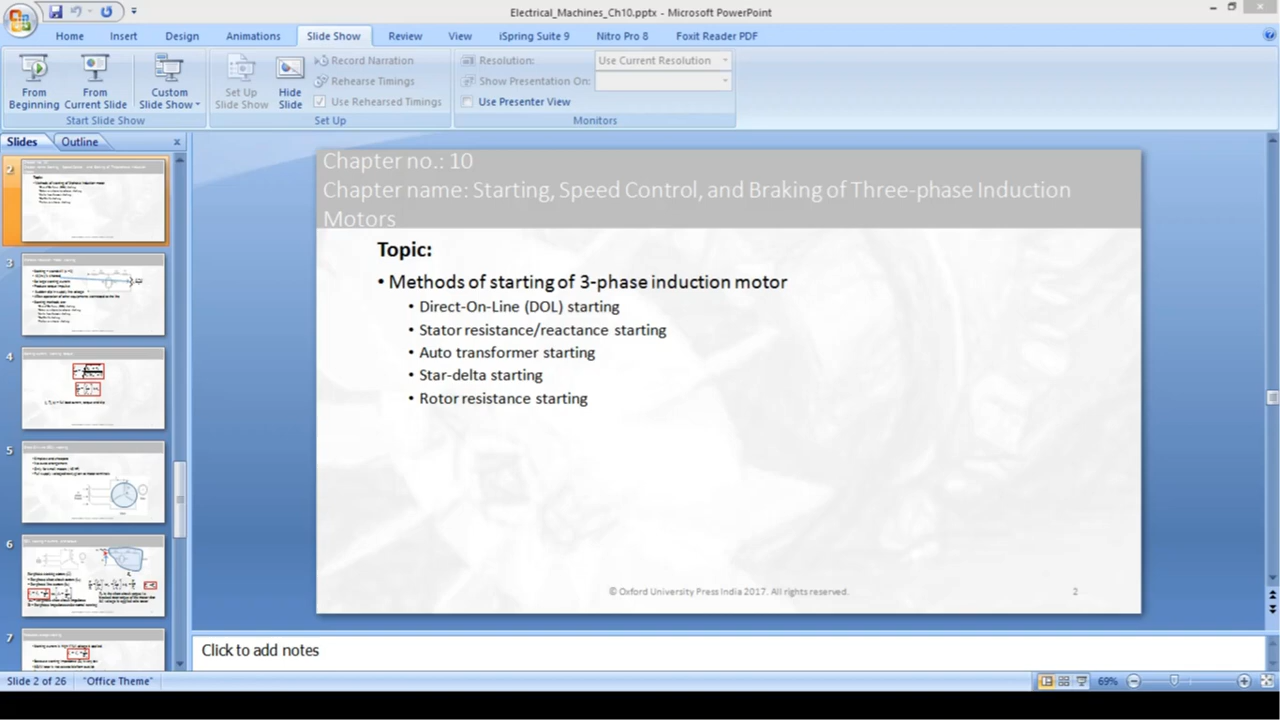 Electrical_Machines_Ch10.pptx - Microsoft PowerPoint
Home Insert Design Animations Slide Show Review View iSpring Suite 9 Nitro Pro 8 Foxit Reader PDF
From Beginning
From Current Slide
Custom Slide Show
Start Slide Show
Set Up Slide Show
Hide Slide
Record Narration
Rehearse Timings
Use Rehearsed Timings
Set Up
Resolution: Use Current Resolution
Show Presentation On:
Use Presenter View
Monitors
Slides Outline
2
3
4
5
6
7
Chapter no.: 10
Chapter name: Starting, Speed Control, and Braking of Three-phase Induction
Motors
Topic:
• Methods of starting of 3-phase induction motor
• Direct-On-Line (DOL) starting
• Stator resistance/reactance starting
• Auto transformer starting
• Star-delta starting
• Rotor resistance starting
© Oxford University Press India 2017. All rights reserved. 2
Click to add notes
Slide 2 of 26 "Office Theme" 69%